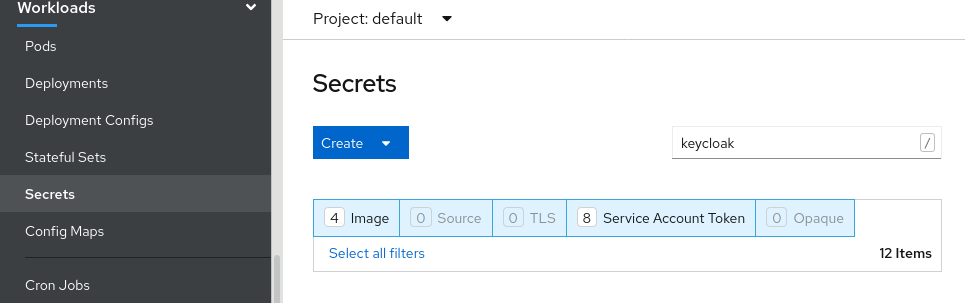 Workloads
Pods
Deployments
Deployment Configs
Stateful Sets
Secrets
Config Maps
Cron Jobs
Project: default
Secrets
Create
keycloak /
4 Image 0 Source 0 TLS 8 Service Account Token 0 Opaque
Select all filters 12 Items